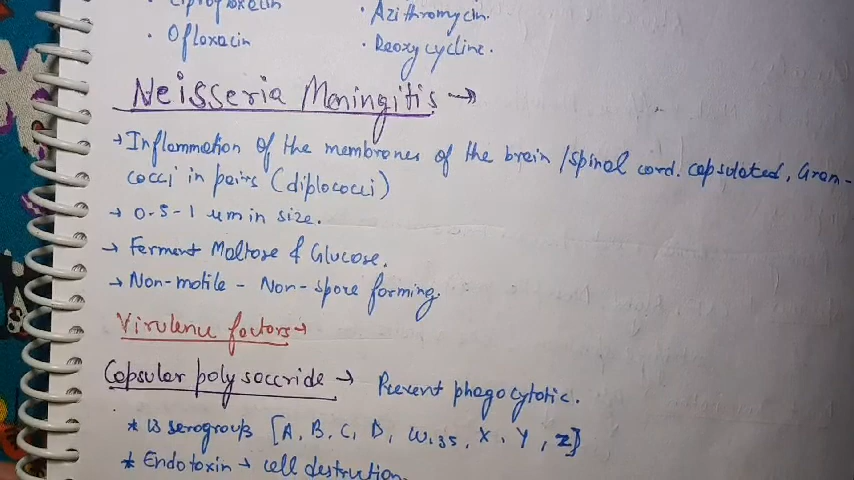 Ciprofloxacin
• Azithromycin.
• Ofloxacin
• Deoxycycline.
Neisseria Meningitis →
→ Inflammation of the membranes of the brain /spinal cord. capsulated, Gram-
cocci in pairs (diplococci)
→ 0.5-1 um in size.
→ Ferment Maltose & Glucose.
→ Non-motile - Non-spore forming.
Virulence factors→
Capsular polysaccride → Prevent phagocytotic.
* 13 serogroups [A, B, C, D, W135, X, Y, Z]
* Endotoxin → cell destruction.